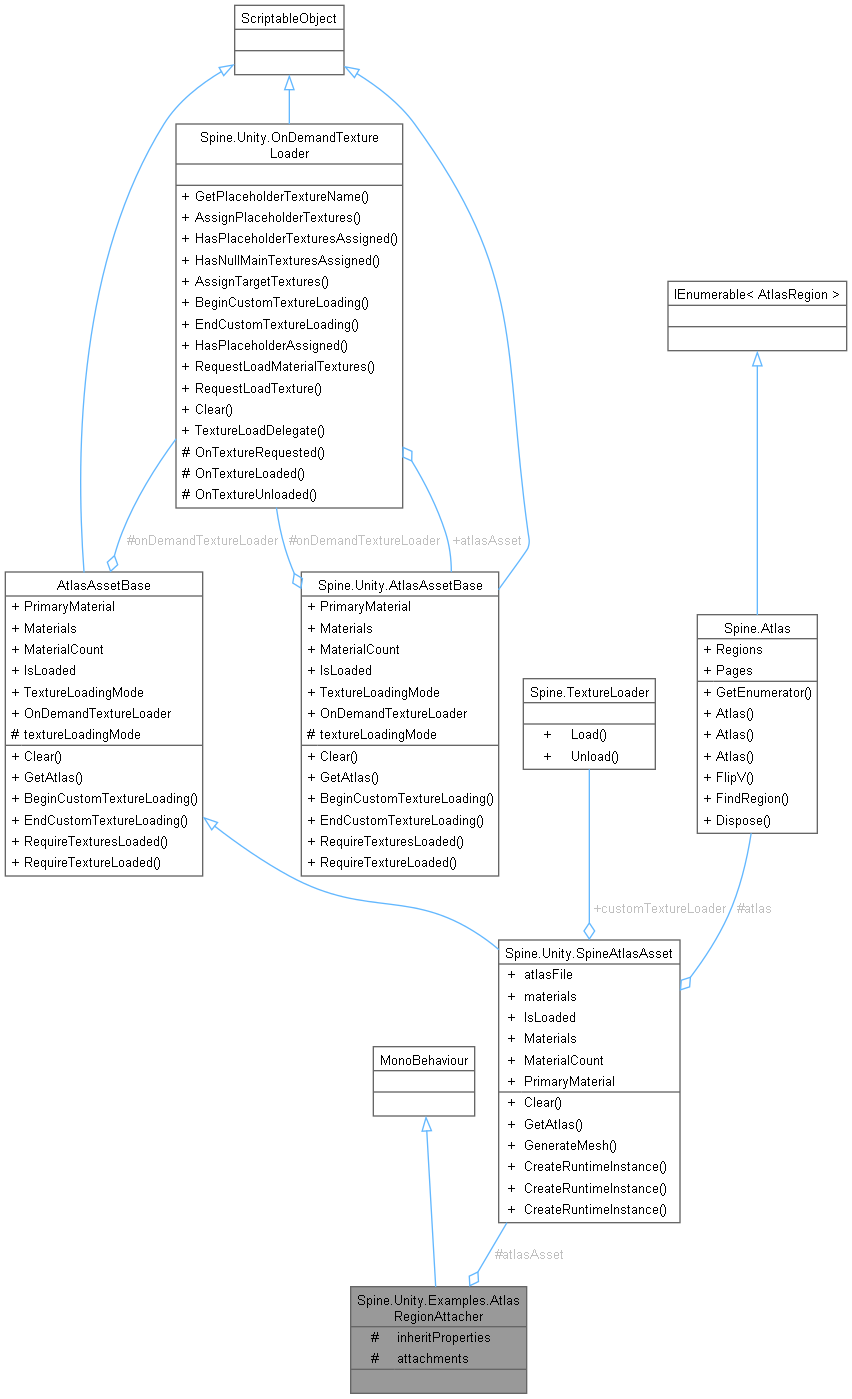 ScriptableObject
Spine.Unity.OnDemandTexture
Loader
+ GetPlaceholderTextureName()
+ AssignPlaceholderTextures()
+ HasPlaceholderTexturesAssigned()
+ HasNullMainTexturesAssigned()
+ AssignTargetTextures()
+ BeginCustomTextureLoading()
+ EndCustomTextureLoading()
+ HasPlaceholderAssigned()
+ RequestLoadMaterialTextures()
+ RequestLoadTexture()
+ Clear()
+ TextureLoadDelegate()
# OnTextureRequested()
# OnTextureLoaded()
# OnTextureUnloaded()
IEnumerable< AtlasRegion >
#onDemandTextureLoader
#onDemandTextureLoader
+atlasAsset
AtlasAssetBase
+ PrimaryMaterial
+ Materials
+ MaterialCount
+ IsLoaded
+ TextureLoadingMode
+ OnDemandTextureLoader
# textureLoadingMode
+ Clear()
+ GetAtlas()
+ BeginCustomTextureLoading()
+ EndCustomTextureLoading()
+ RequireTexturesLoaded()
+ RequireTextureLoaded()
Spine.Unity.AtlasAssetBase
+ PrimaryMaterial
+ Materials
+ MaterialCount
+ IsLoaded
+ TextureLoadingMode
+ OnDemandTextureLoader
# textureLoadingMode
+ Clear()
+ GetAtlas()
+ BeginCustomTextureLoading()
+ EndCustomTextureLoading()
+ RequireTexturesLoaded()
+ RequireTextureLoaded()
Spine.TextureLoader
+ Load()
+ Unload()
Spine.Atlas
+ Regions
+ Pages
+ GetEnumerator()
+ Atlas()
+ Atlas()
+ Atlas()
+ FlipV()
+ FindRegion()
+ Dispose()
+customTextureLoader
#atlas
Spine.Unity.SpineAtlasAsset
+ atlasFile
+ materials
+ IsLoaded
+ Materials
+ MaterialCount
+ PrimaryMaterial
+ Clear()
+ GetAtlas()
+ GenerateMesh()
+ CreateRuntimeInstance()
+ CreateRuntimeInstance()
+ CreateRuntimeInstance()
MonoBehaviour
#atlasAsset
Spine.Unity.Examples.Atlas
RegionAttacher
# inheritProperties
# attachments